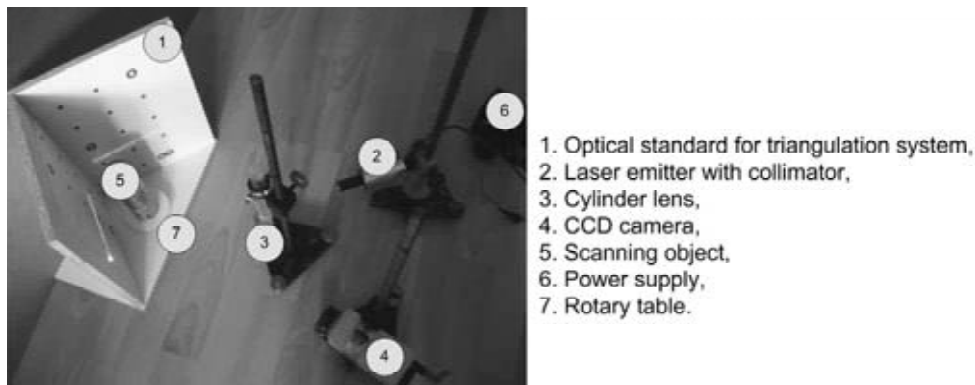 1
2
6
5
7
3
4
1. Optical standard for triangulation system,
2. Laser emitter with collimator,
3. Cylinder lens,
4. CCD camera,
5. Scanning object,
6. Power supply,
7. Rotary table.